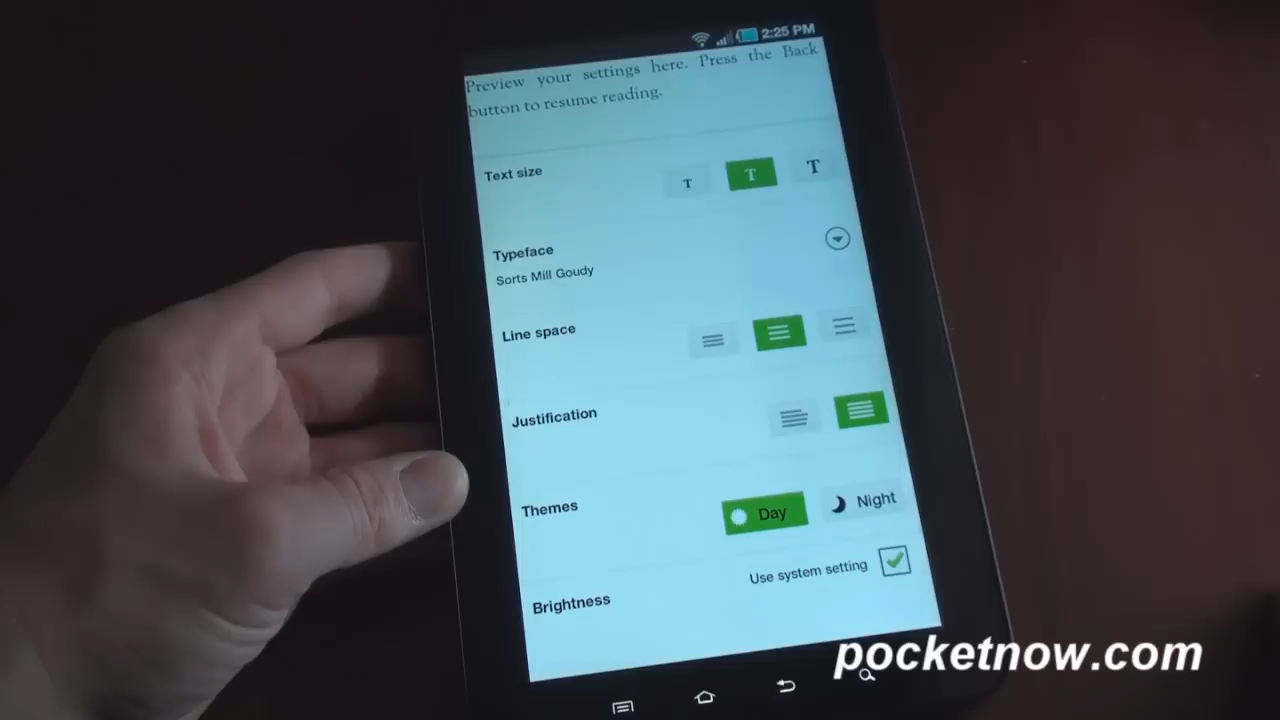 2:25 PM
Preview your settings here. Press the Back
button to resume reading.
Text size
T T T
Typeface
Sorts Mill Goudy
Line space
Justification
Themes
Day
Night
Use system setting
Brightness
pocketnow.com